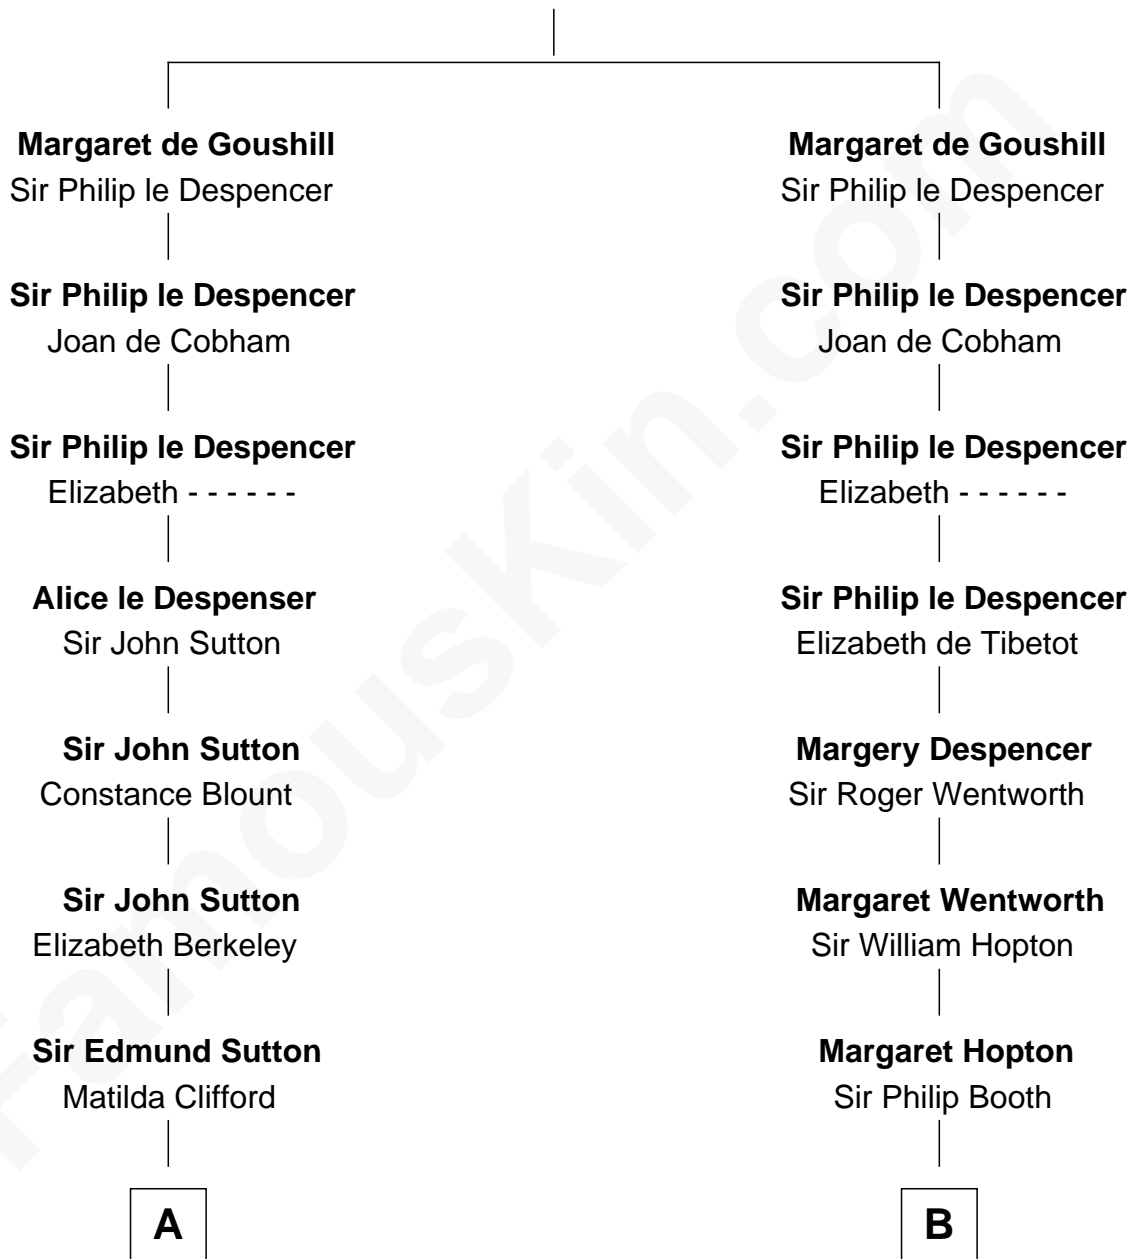 Margaret de Goushill
Sir Philip le Despencer
Sir Philip le Despencer
Joan de Cobham
Sir Philip le Despencer
Elizabeth - - - - - -
Alice le Despenser
Sir John Sutton
Sir John Sutton
Constance Blount
Sir John Sutton
Elizabeth Berkeley
Sir Edmund Sutton
Matilda Clifford
A
Margaret de Goushill
Sir Philip le Despencer
Sir Philip le Despencer
Joan de Cobham
Sir Philip le Despencer
Elizabeth - - - - - -
Sir Philip le Despencer
Elizabeth de Tibetot
Margery Despencer
Sir Roger Wentworth
Margaret Wentworth
Sir William Hopton
Margaret Hopton
Sir Philip Booth
B
FamousKin.com